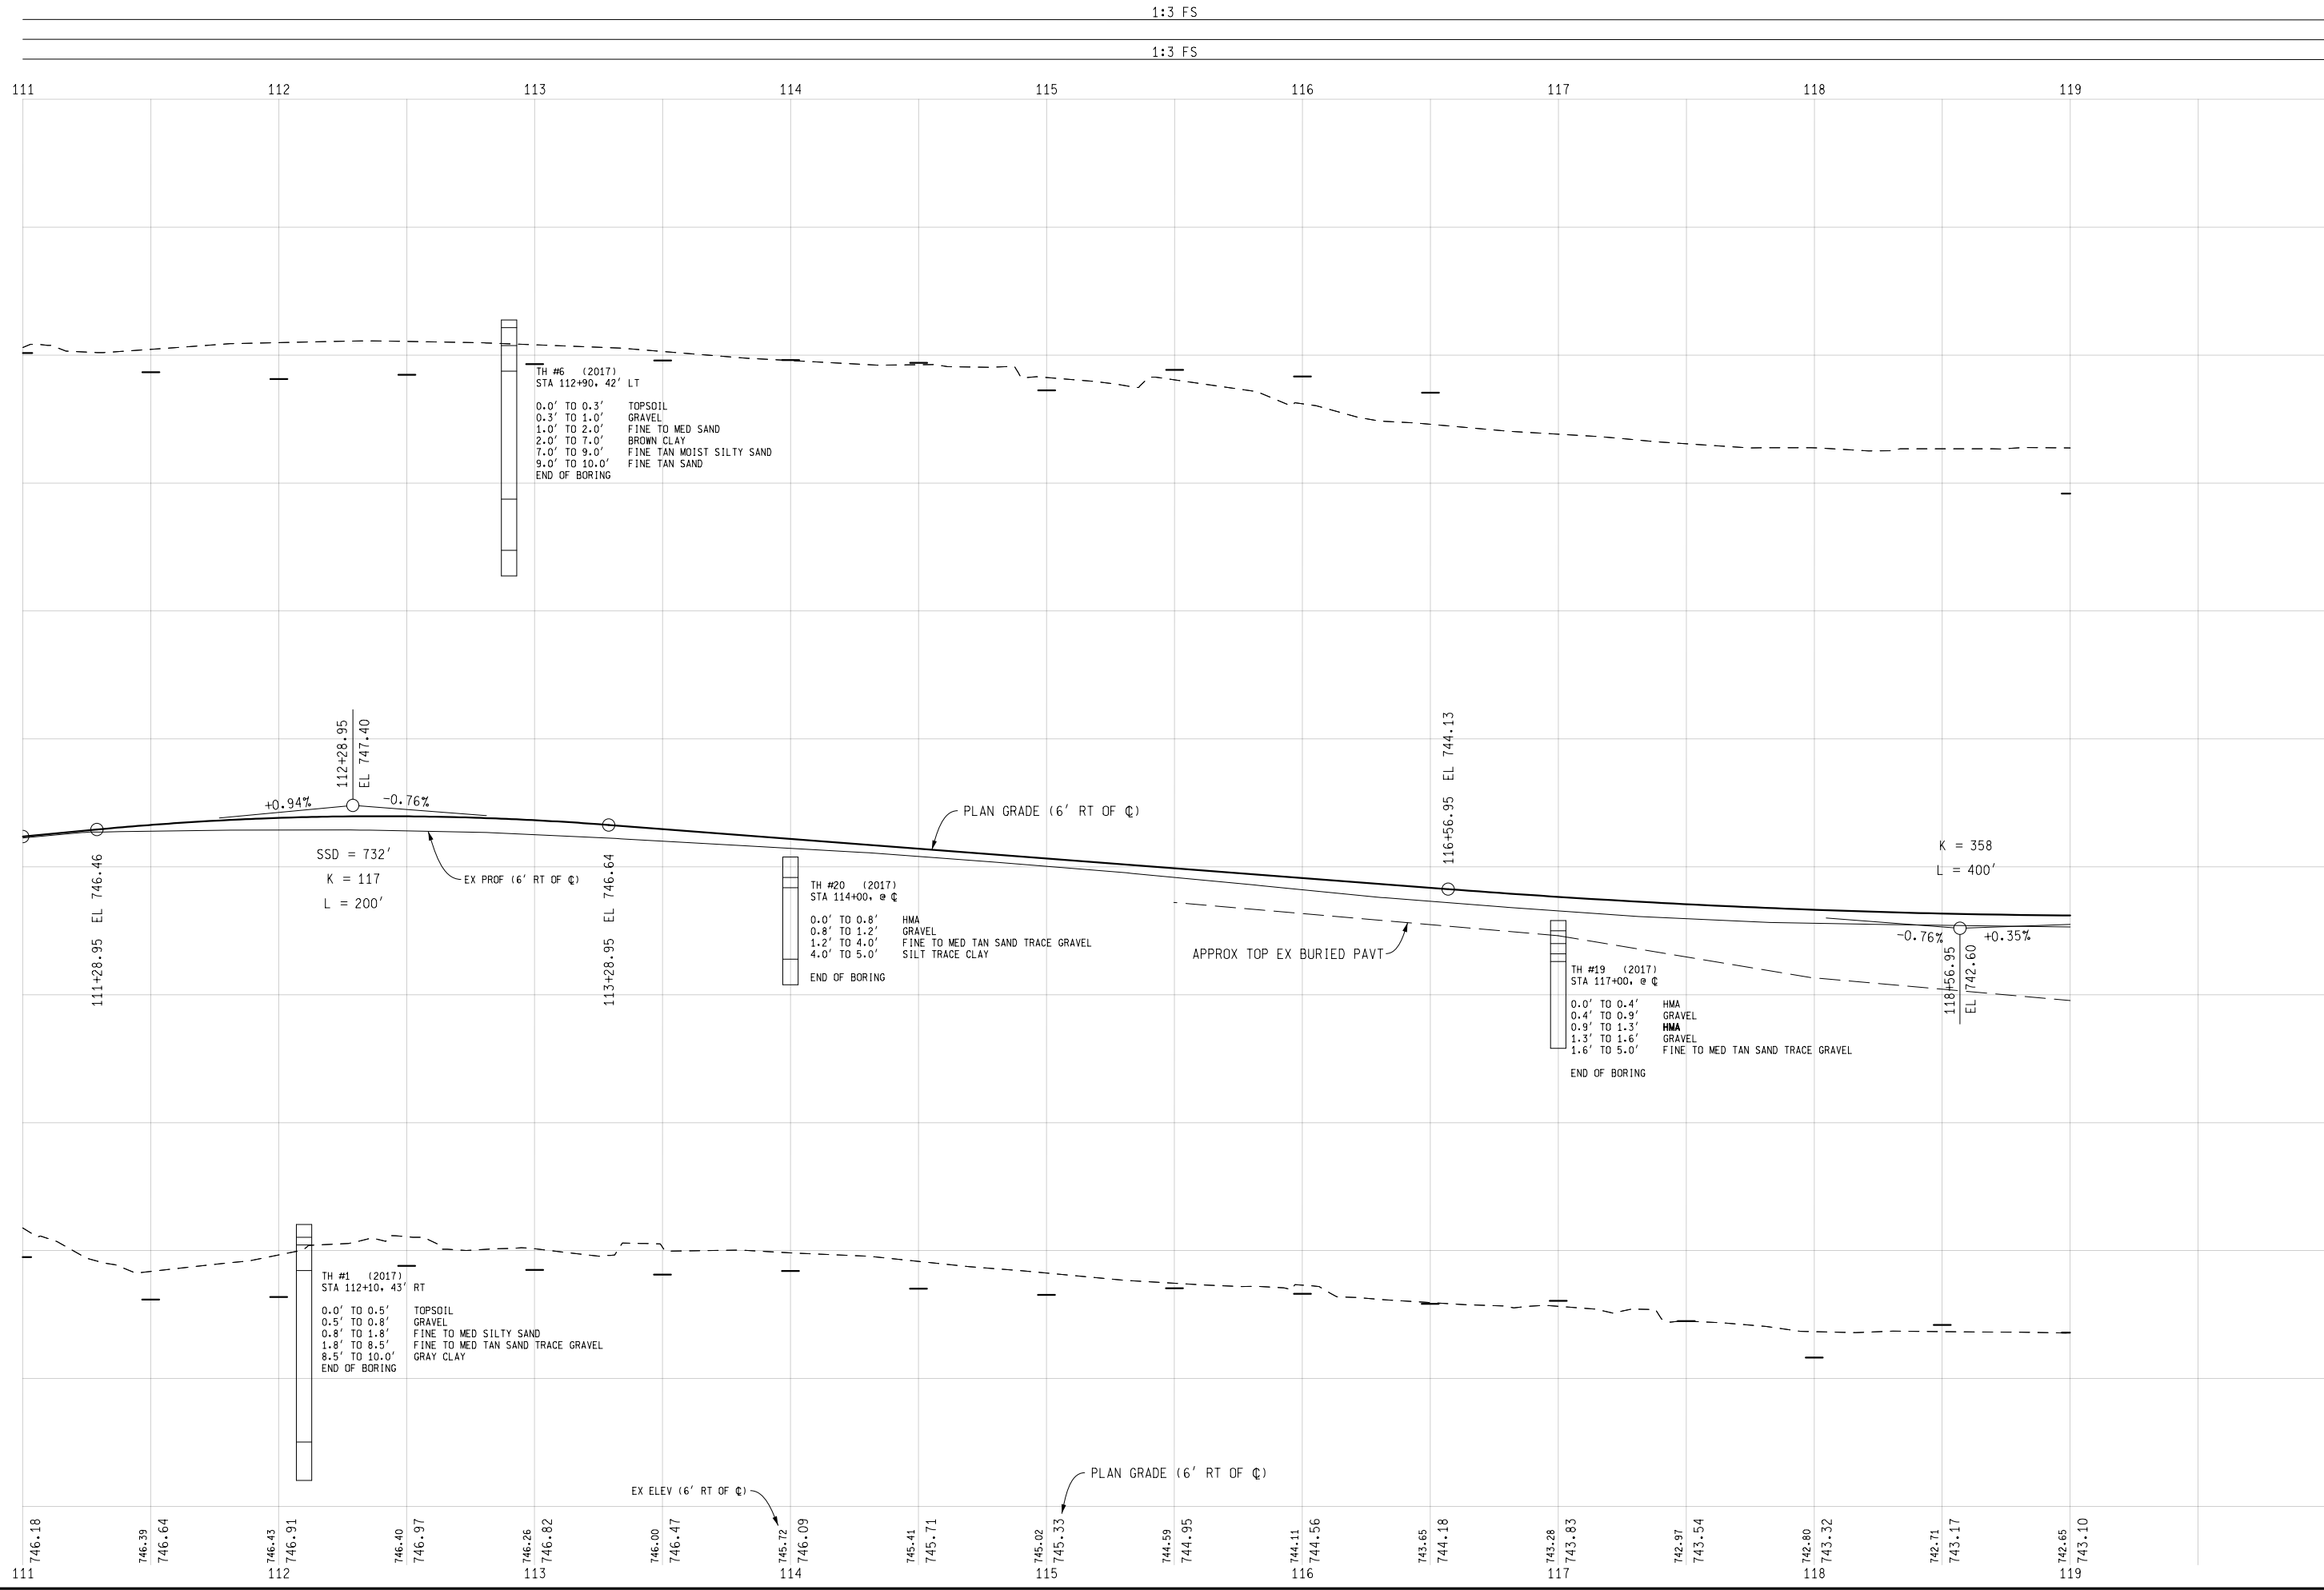 1:3 FS
1:3 FS
111 112 113 114 115 116 117 118 119
TH #6 (2017)
STA 112+90, 42' LT
0.0' TO 0.3' TOPSOIL
0.3' TO 1.0' GRAVEL
1.0' TO 2.0' FINE TO MED SAND
2.0' TO 7.0' BROWN CLAY
7.0' TO 9.0' FINE TAN MOIST SILTY SAND
9.0' TO 10.0' FINE TAN SAND
END OF BORING
112+28.95
EL 747.40
+0.94%
-0.76%
SSD = 732'
K = 117
L = 200'
111+28.95 EL 746.46
EX PROF (6' RT OF ℄)
113+28.95 EL 746.64
PLAN GRADE (6' RT OF ℄)
TH #20 (2017)
STA 114+00, @ ℄
0.0' TO 0.8' HMA
0.8' TO 1.2' GRAVEL
1.2' TO 4.0' FINE TO MED TAN SAND TRACE GRAVEL
4.0' TO 5.0' SILT TRACE CLAY
END OF BORING
116+56.95 EL 744.13
APPROX TOP EX BURIED PAVT
TH #19 (2017)
STA 117+00, @ ℄
0.0' TO 0.4' HMA
0.4' TO 0.9' GRAVEL
0.9' TO 1.3' HMA
1.3' TO 1.6' GRAVEL
1.6' TO 5.0' FINE TO MED TAN SAND TRACE GRAVEL
END OF BORING
K = 358
L = 400'
-0.76%
+0.35%
118+56.95
EL 742.60
TH #1 (2017)
STA 112+10, 43' RT
0.0' TO 0.5' TOPSOIL
0.5' TO 0.8' GRAVEL
0.8' TO 1.8' FINE TO MED SILTY SAND
1.8' TO 8.5' FINE TO MED TAN SAND TRACE GRAVEL
8.5' TO 10.0' GRAY CLAY
END OF BORING
EX ELEV (6' RT OF ℄)
PLAN GRADE (6' RT OF ℄)
746.18
746.39
746.64
746.43
746.91
746.40
746.97
746.26
746.82
746.00
746.47
745.72
746.09
745.41
745.71
745.02
745.33
744.59
744.95
744.11
744.56
743.65
744.18
743.28
743.83
742.97
743.54
742.80
743.32
742.71
743.17
742.65
743.10
111 112 113 114 115 116 117 118 119